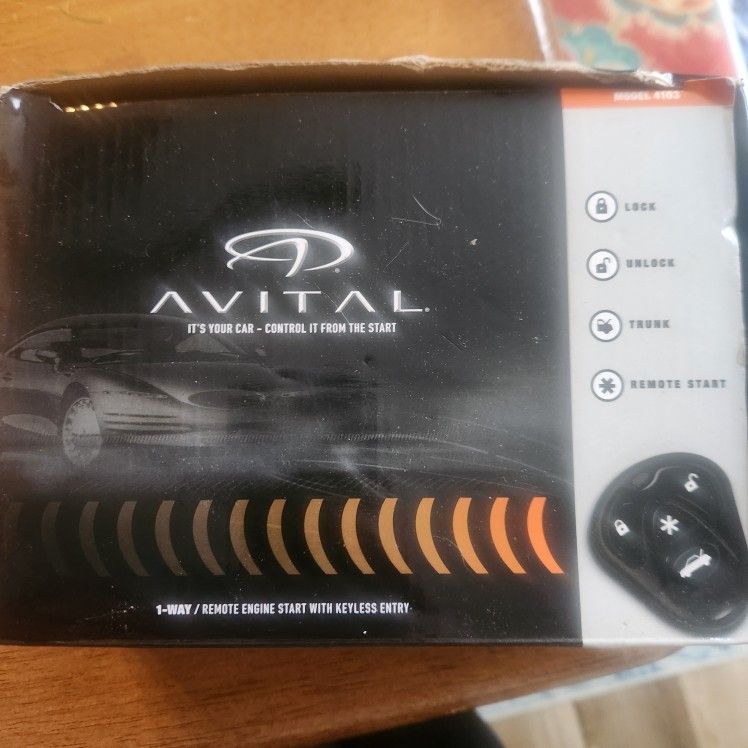 MODEL 4103
LOCK
UNLOCK
TRUNK
REMOTE START
AVITAL®
IT'S YOUR CAR – CONTROL IT FROM THE START
1-WAY / REMOTE ENGINE START WITH KEYLESS ENTRY